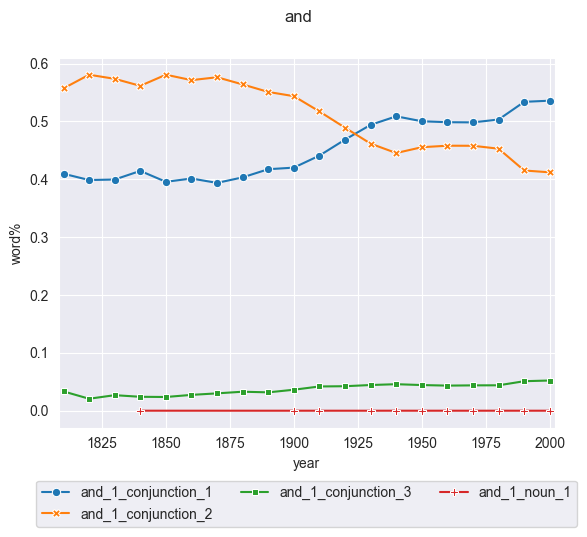 and
0.6
0.5
0.4
0.3
0.2
0.1
0.0
word%
1825 1850 1875 1900 1925 1950 1975 2000
year
and_1_conjunction_1 and_1_conjunction_3 and_1_noun_1
and_1_conjunction_2